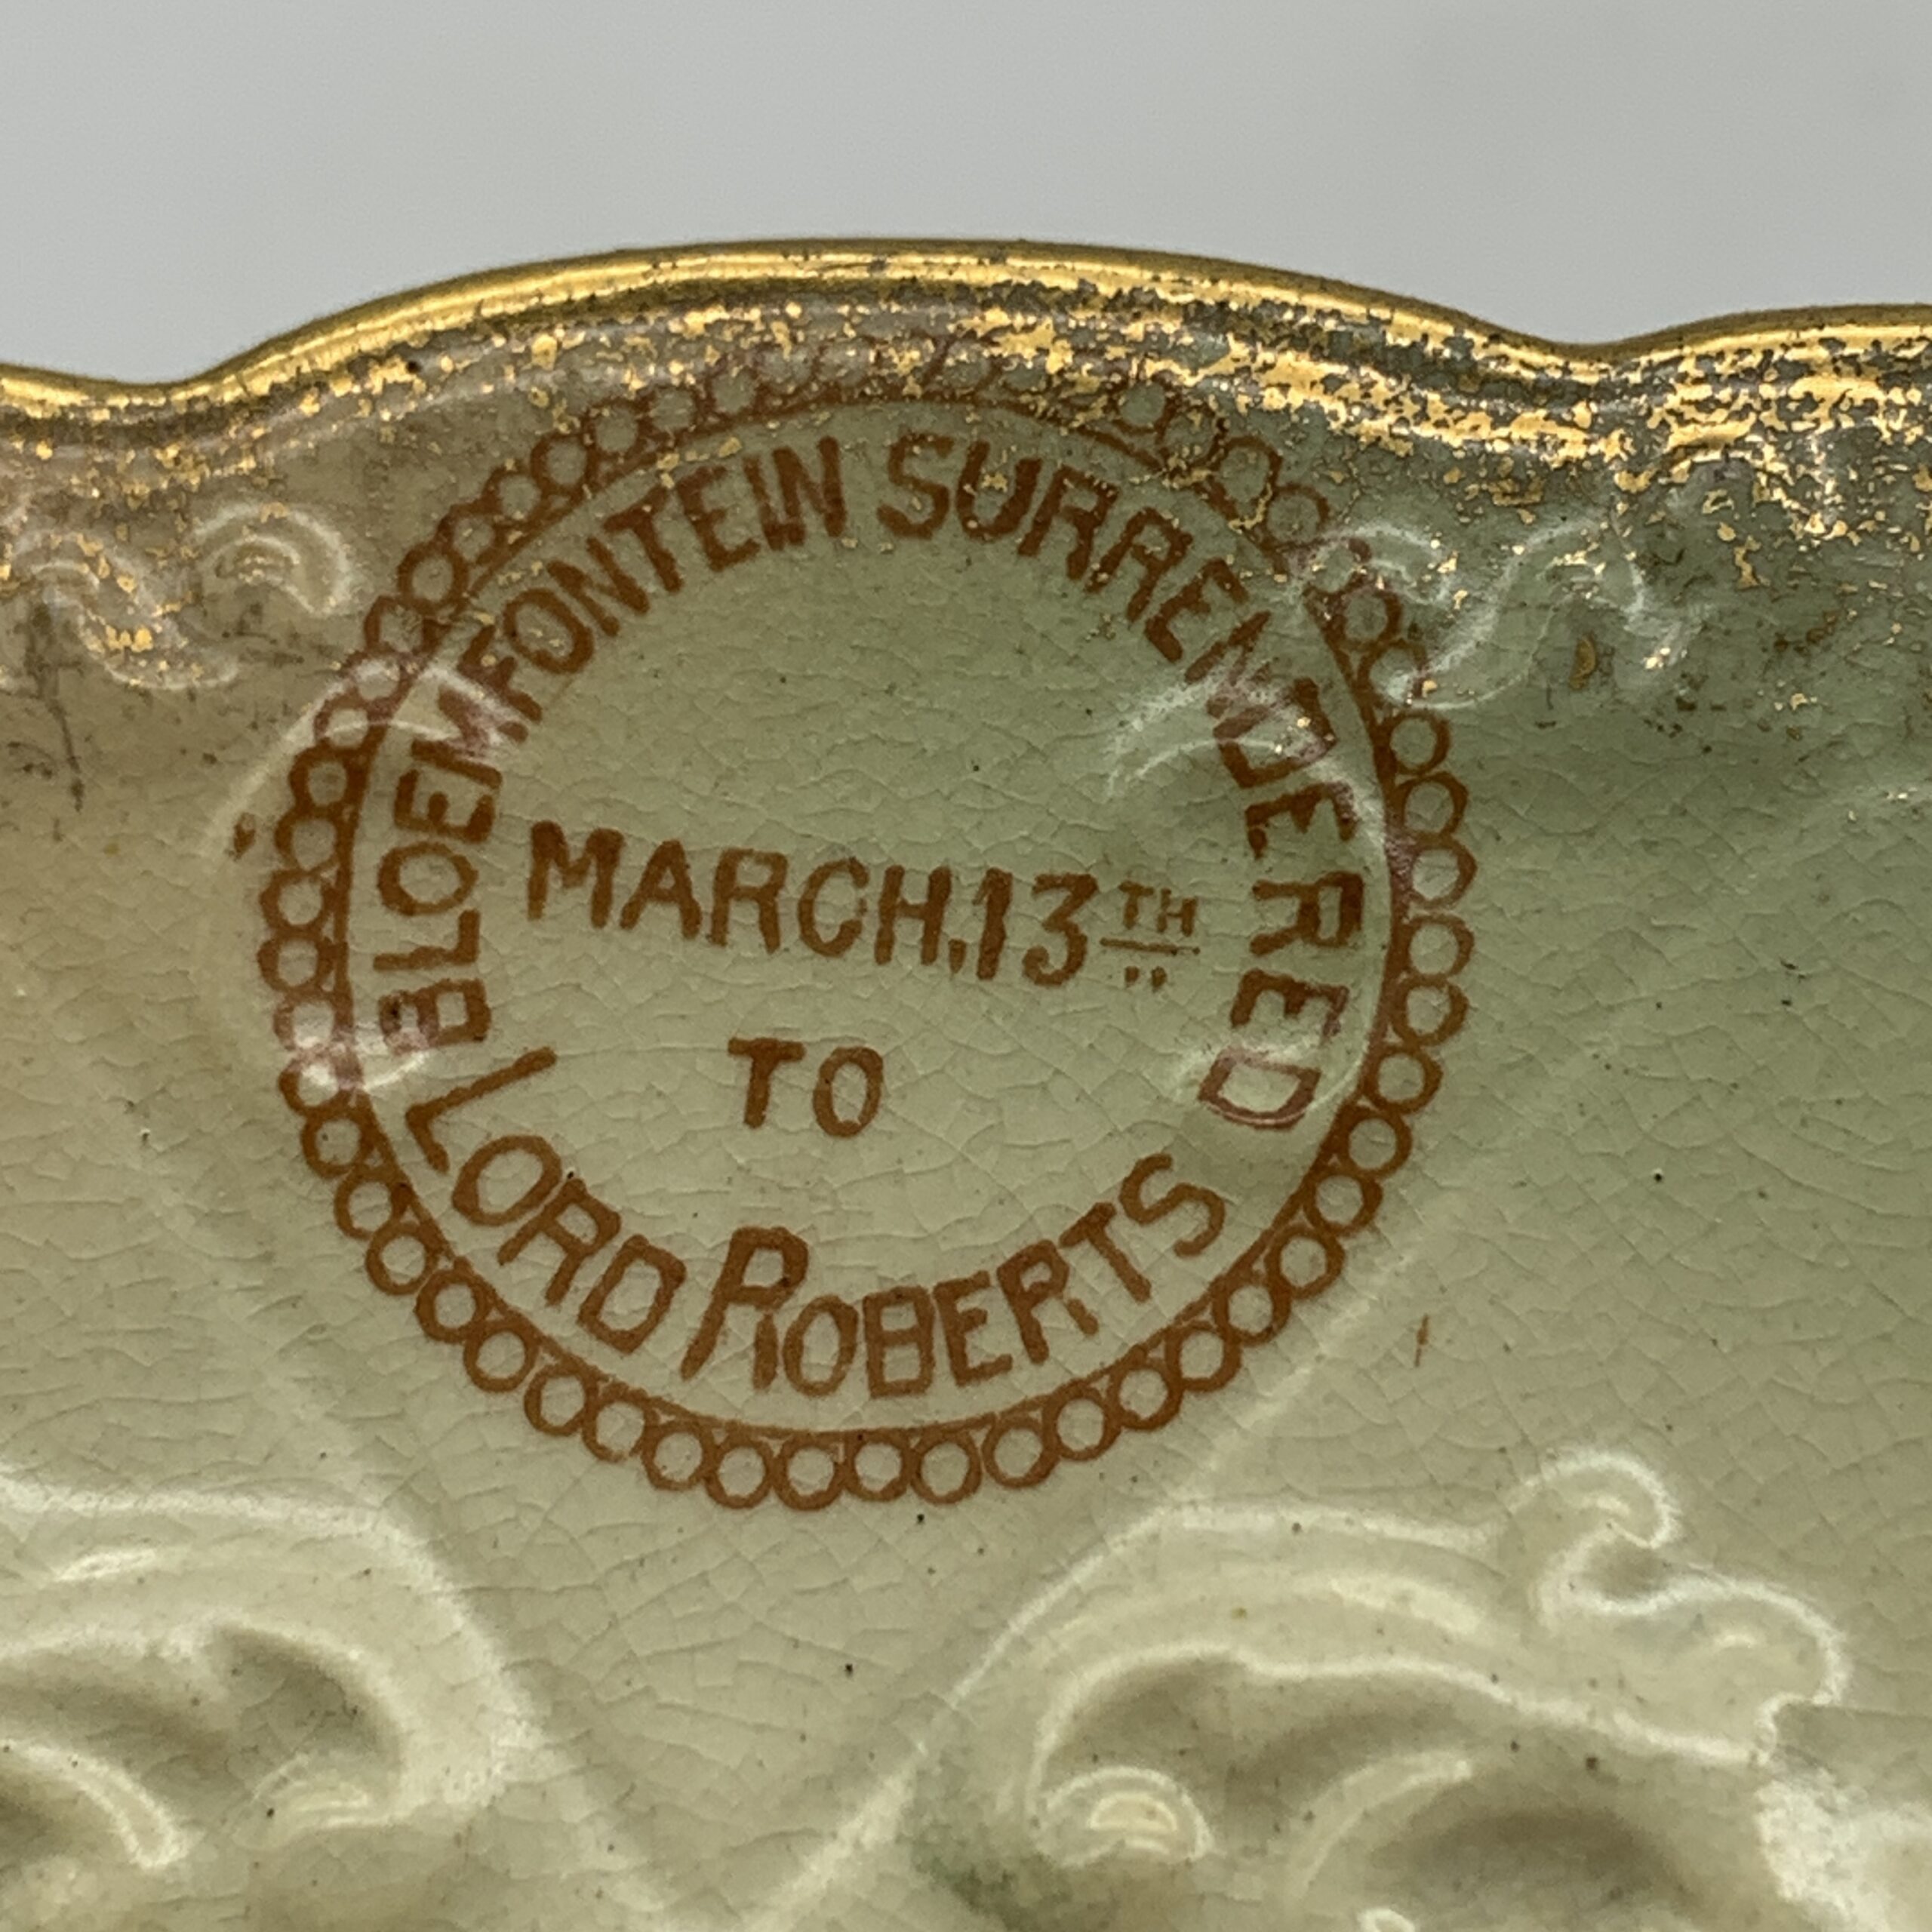 BLOEMFONTEIN SURRENDERED
MARCH.13TH
TO
LORD ROBERTS